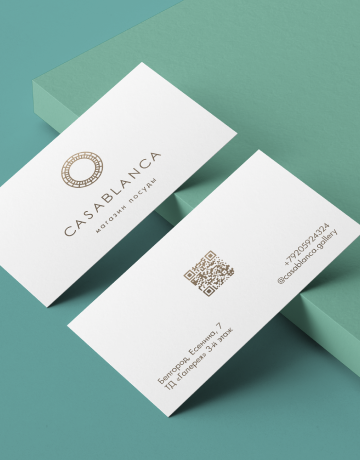 CASABLANCA
магазин посуды
+79205924324
@casablanca.gallery
Белгород, Есенина, 7
ТД «Галерея» 3-й этаж